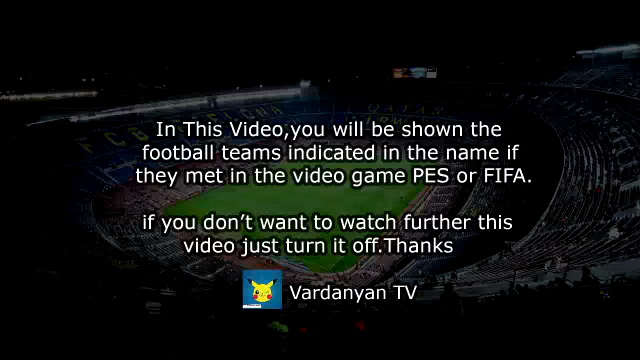 In This Video,you will be shown the
football teams indicated in the name if
they met in the video game PES or FIFA.
if you don’t want to watch further this
video just turn it off.Thanks
Vardanyan TV